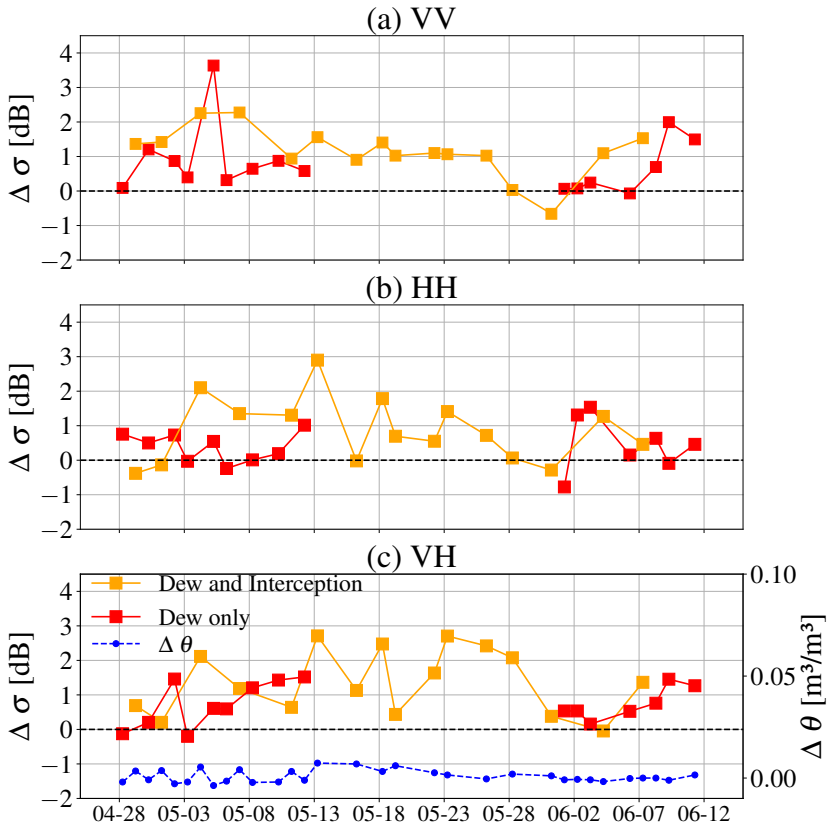 (a) VV
4
3
2
1
0
−1
−2
Δ σ [dB]
(b) HH
4
3
2
1
0
−1
−2
Δ σ [dB]
(c) VH
4
3
2
1
0
−1
−2
Δ σ [dB]
Dew and Interception
Dew only
Δ θ
0.10
0.05
0.00
Δ θ [m³/m³]
04-28 05-03 05-08 05-13 05-18 05-23 05-28 06-02 06-07 06-12